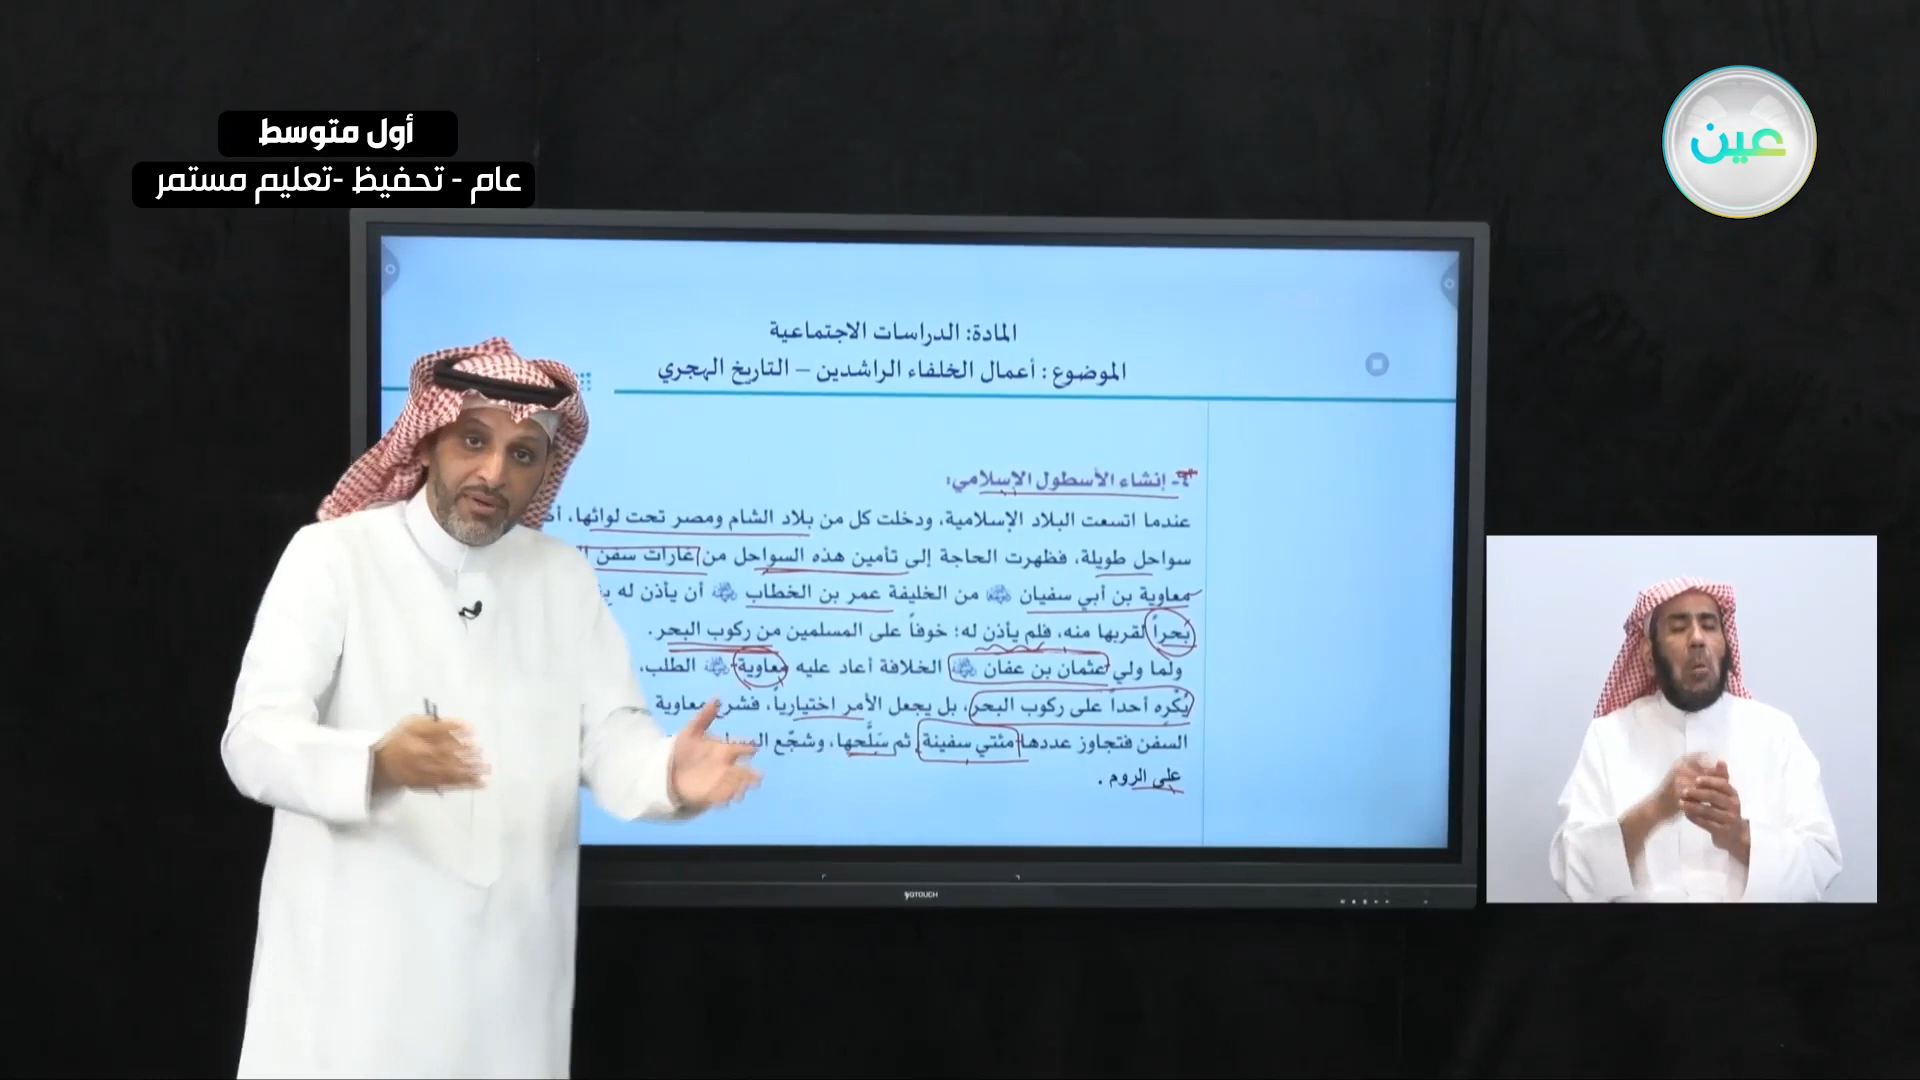 أول متوسط
عام - تحفيظ -تعليم مستمر
عين
المادة: الدراسات الاجتماعية
الموضوع : أعمال الخلفاء الراشدين – التاريخ الهجري
٤- إنشاء الأسطول الإسلامي:
عندما اتسعت البلاد الإسلامية، ودخلت كل من بلاد الشام ومصر تحت لوائها،
سواحل طويلة، فظهرت الحاجة إلى تأمين هذه السواحل من غارات سفن
معاوية بن أبي سفيان من الخليفة عمر بن الخطاب أن يأذن له
بحراً لقربها منه، فلم يأذن له؛ خوفاً على المسلمين من ركوب البحر.
ولما ولي عثمان بن عفان الخلافة أعاد عليه معاوية الطلب،
يُكْرِه أحداً على ركوب البحر، بل يجعل الأمر اختيارياً، فشرع معاوية
السفن فتجاوز عددها مئتي سفينة، ثم سَلَّحها، وشجّع
على الروم .